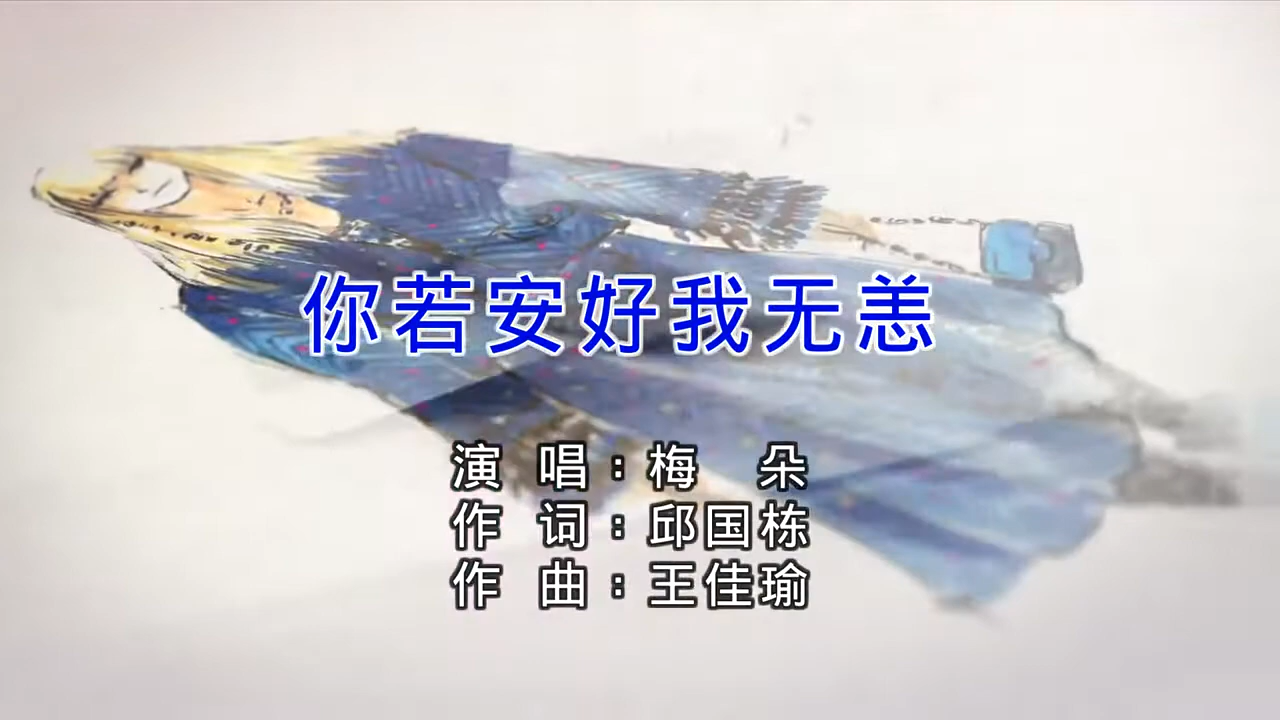 你若安好我无恙
演 唱：梅 朵
作 词：邱国栋
作 曲：王佳瑜